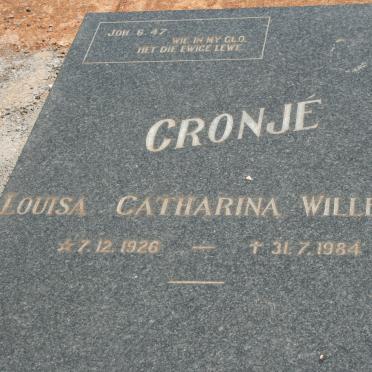 JOH. 6.47
WIE IN MY GLO,
HET DIE EWIGE LEWE.
CRONJÉ
LOUISA CATHARINA
☆ 7.12.1926 — † 31.7.1984